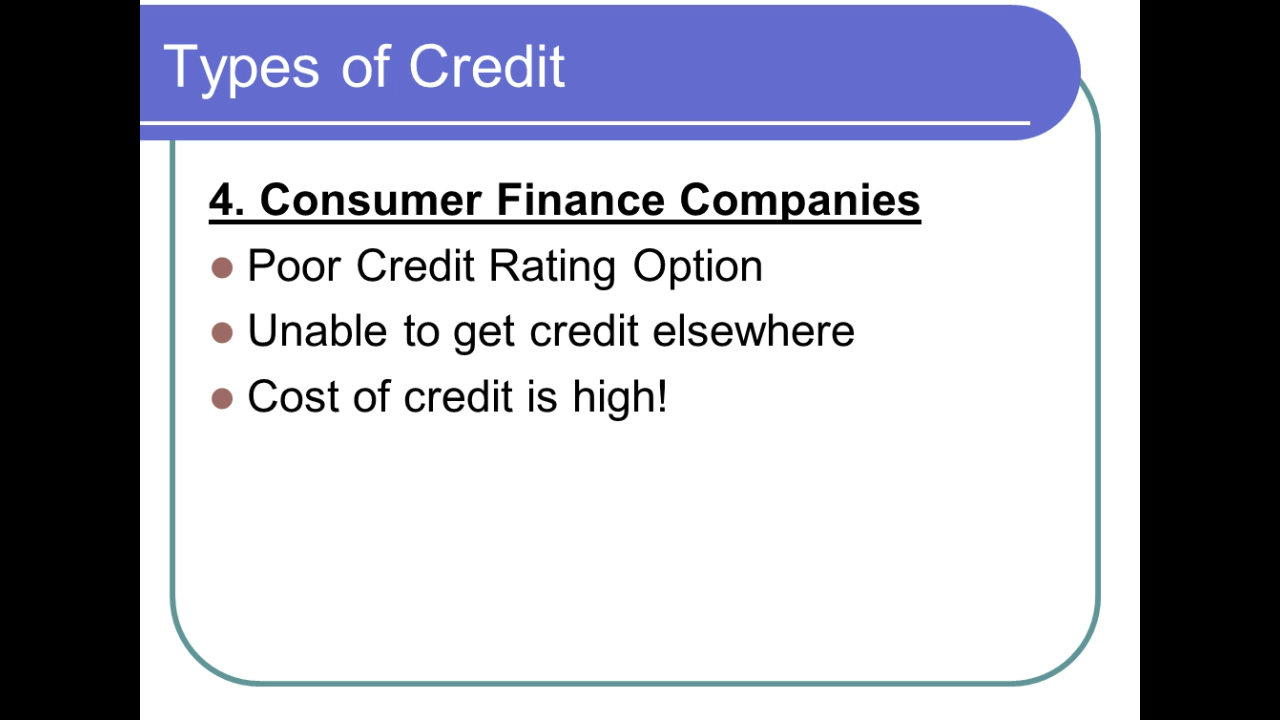 Types of Credit
4. Consumer Finance Companies
Poor Credit Rating Option
Unable to get credit elsewhere
Cost of credit is high!